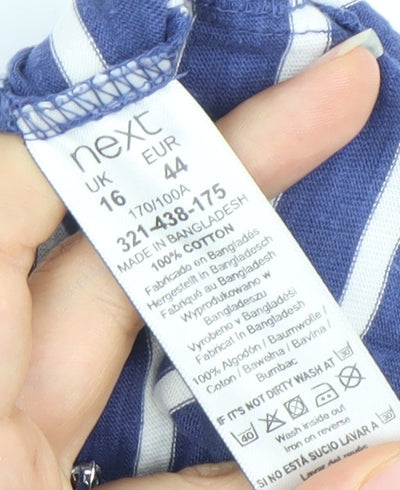 next
UK EUR
16 44
170/100A
321-438-175
MADE IN BANGLADESH
100% COTTON
Fabricado en Bangladés
Hergestellt in Bangladesch
Fabriqué au Bangladesh
Wyprodukowano w
Bangladeszu
Vyrobeno v Bangladéši
Fabricat în Bangladesh
100% Algodón / Baumwolle /
Coton / Bawełna / Bavlna /
Bumbac
IF IT'S NOT DIRTY WASH AT 30
40
Wash inside out
Iron on reverse
SI NO ESTÁ SUCIO LAVAR A 30
Lavar del revés